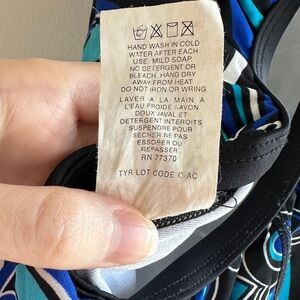 HAND WASH IN COLD
WATER AFTER EACH
USE. MILD SOAP,
NO DETERGENT OR
BLEACH. HANG DRY
AWAY FROM HEAT
DO NOT IRON OR WRING
LAVER A LA MAIN A
L'EAU FROIDE SAVON
DOUX JAVAL ET
DETERGENT INTERDITS
SUSPENDRE POUR
SECHER NE PAS
ESSORER OU
REPASSER
RN 77370
TYR LOT CODE C-AC